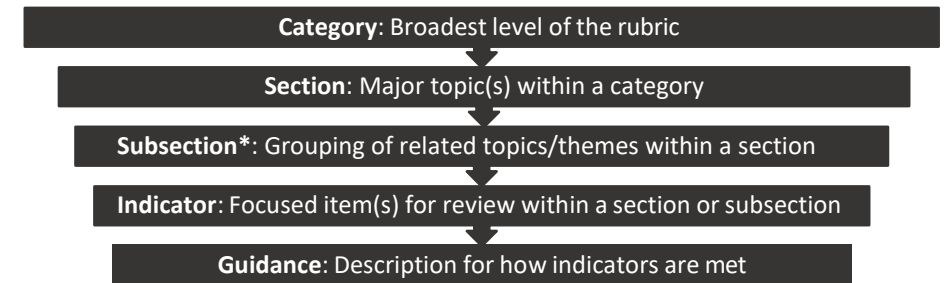 Category: Broadest level of the rubric
Section: Major topic(s) within a category
Subsection*: Grouping of related topics/themes within a section
Indicator: Focused item(s) for review within a section or subsection
Guidance: Description for how indicators are met